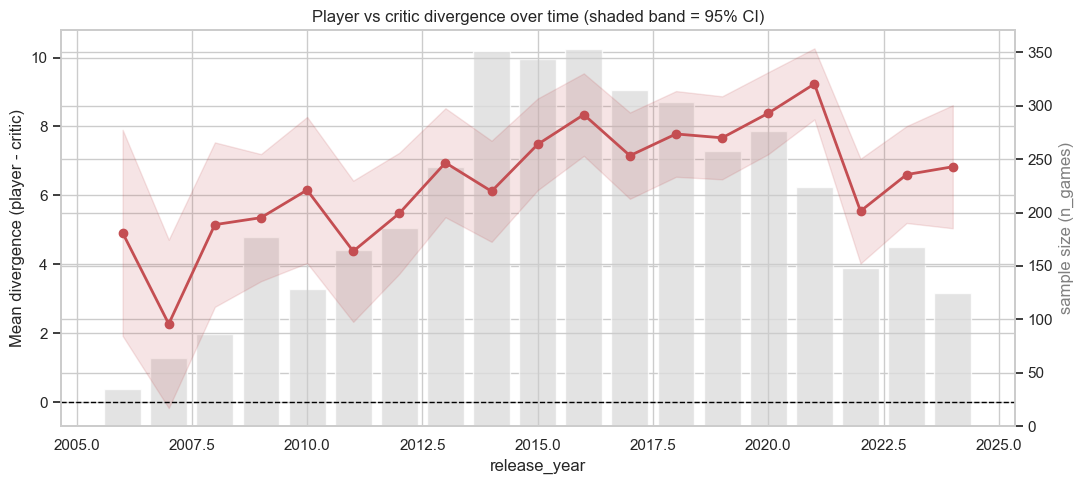 Player vs critic divergence over time (shaded band = 95% CI)
Mean divergence (player - critic)
10
8
6
4
2
0
350
300
250
200
150
100
50
0
sample size (n_games)
2005.0 2007.5 2010.0 2012.5 2015.0 2017.5 2020.0 2022.5 2025.0
release_year